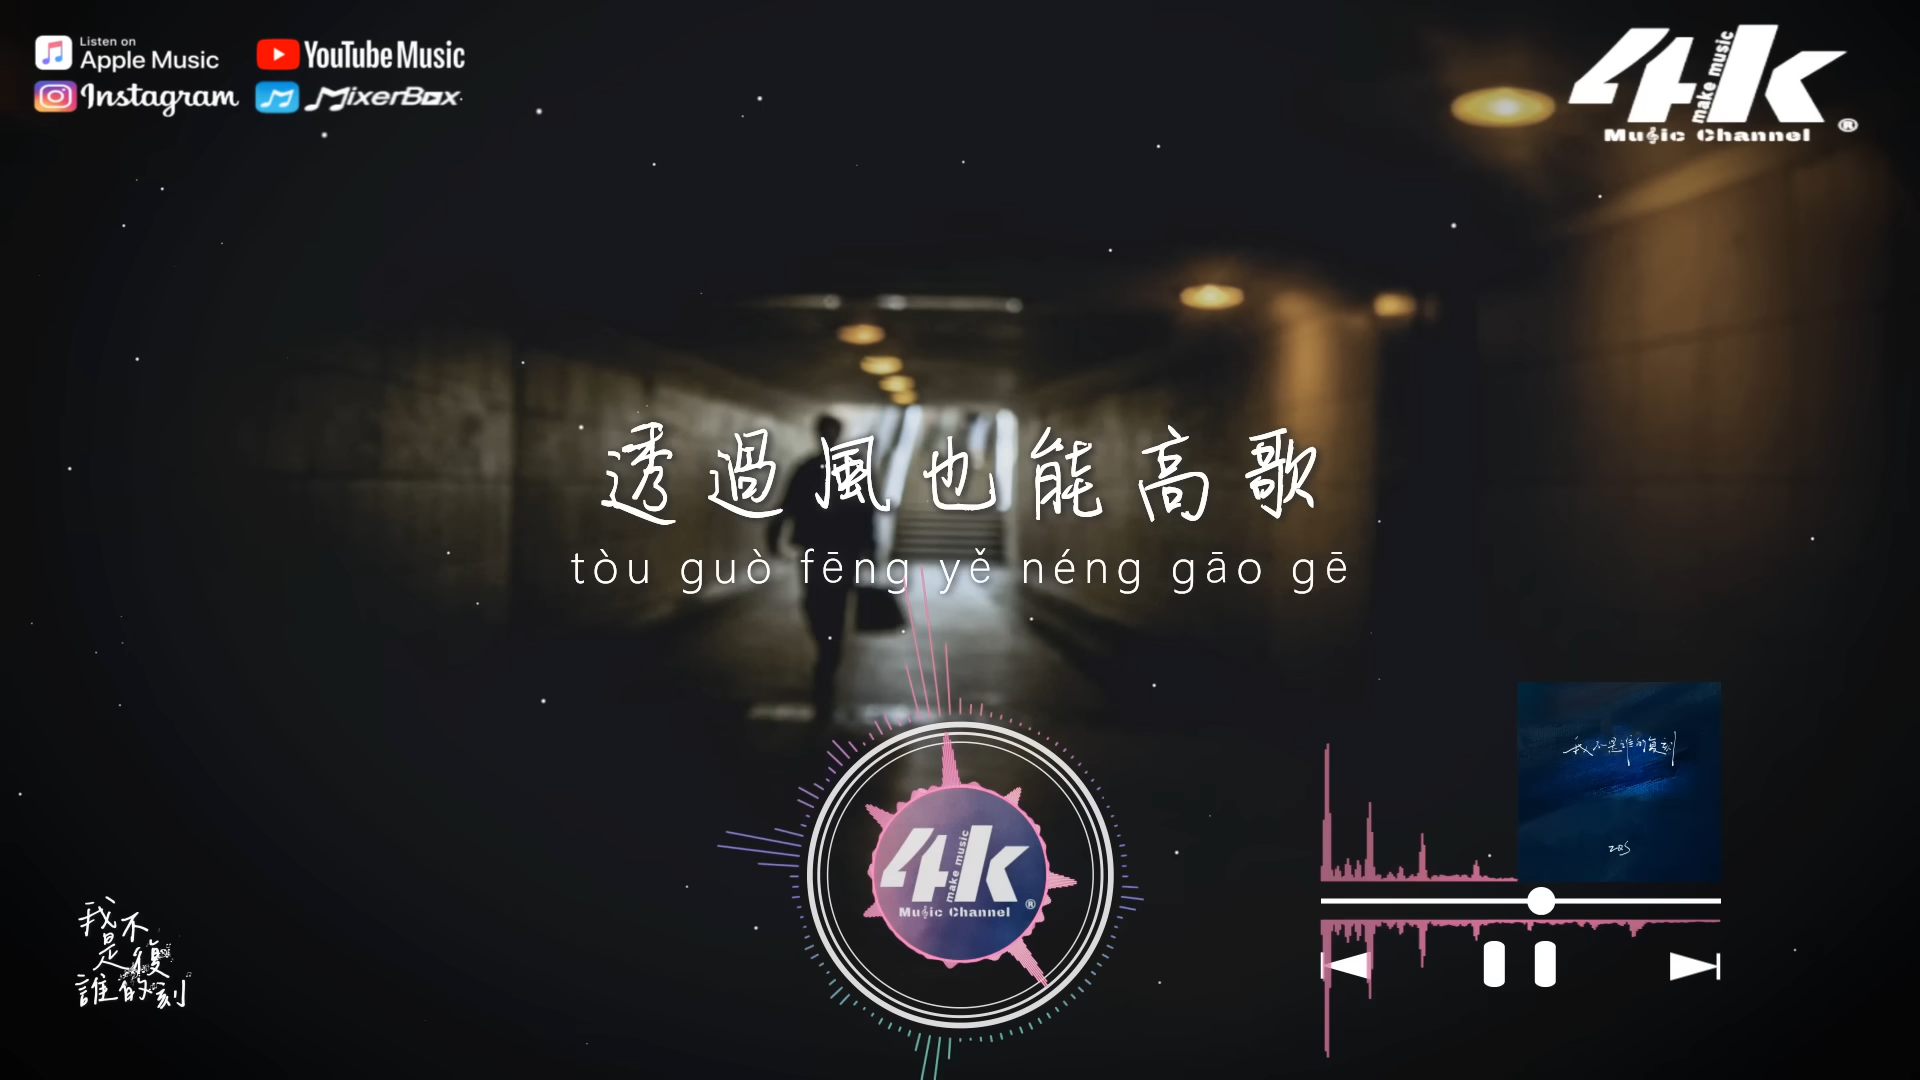 Listen on
Apple Music
YouTube Music
Instagram
MixerBox
4k
make music
Music Channel
®
透過風也能高歌
tòu guò fēng yě néng gāo gē
4k
make music
Music Channel
®
我不是谁的复刻
我不
是 復
誰的刻